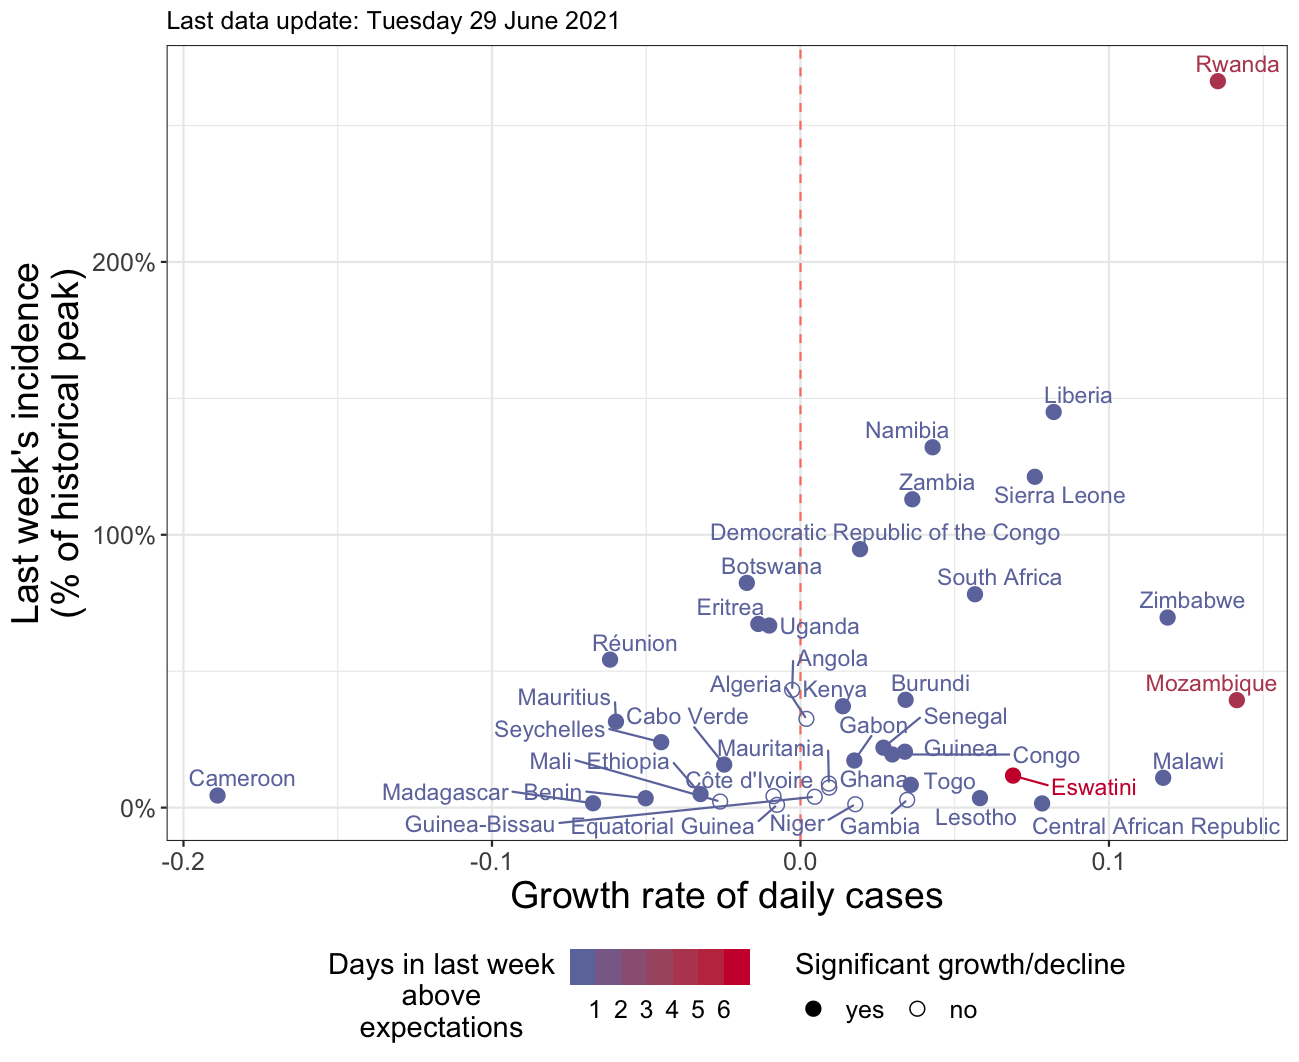 Last data update: Tuesday 29 June 2021
Last week's incidence
(% of historical peak)
200%
100%
0%
Rwanda
Liberia
Namibia
Zambia
Sierra Leone
Democratic Republic of the Congo
Botswana
South Africa
Eritrea
Zimbabwe
Uganda
Réunion
Angola
Algeria
Kenya
Burundi
Mozambique
Mauritius
Cabo Verde
Seychelles
Gabon
Senegal
Mauritania
Guinea
Congo
Mali
Ethiopia
Malawi
Cameroon
Côte d'Ivoire
Ghana
Togo
Eswatini
Madagascar
Benin
Guinea-Bissau
Equatorial Guinea
Niger
Gambia
Lesotho
Central African Republic
-0.2
-0.1
0.0
0.1
Growth rate of daily cases
Days in last week
above
expectations
1 2 3 4 5 6
Significant growth/decline
yes
no